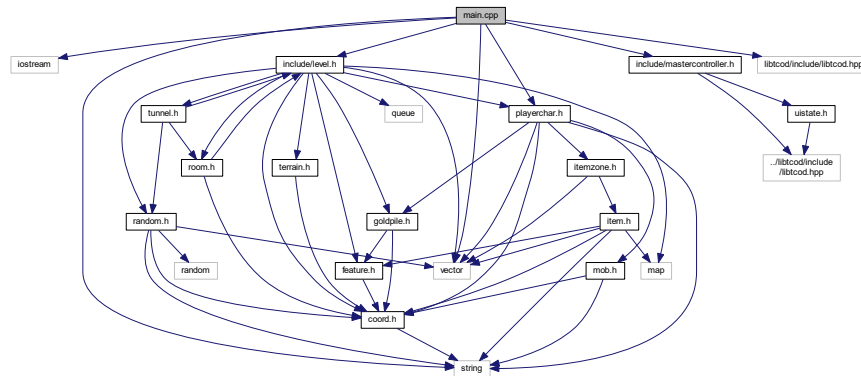 main.cpp
iostream
include/level.h
include/mastercontroller.h
libtcod/include/libtcod.hpp
tunnel.h
queue
playerchar.h
uistate.h
room.h
terrain.h
itemzone.h
../libtcod/include
/libtcod.hpp
random.h
goldpile.h
item.h
random
feature.h
vector
mob.h
map
coord.h
string